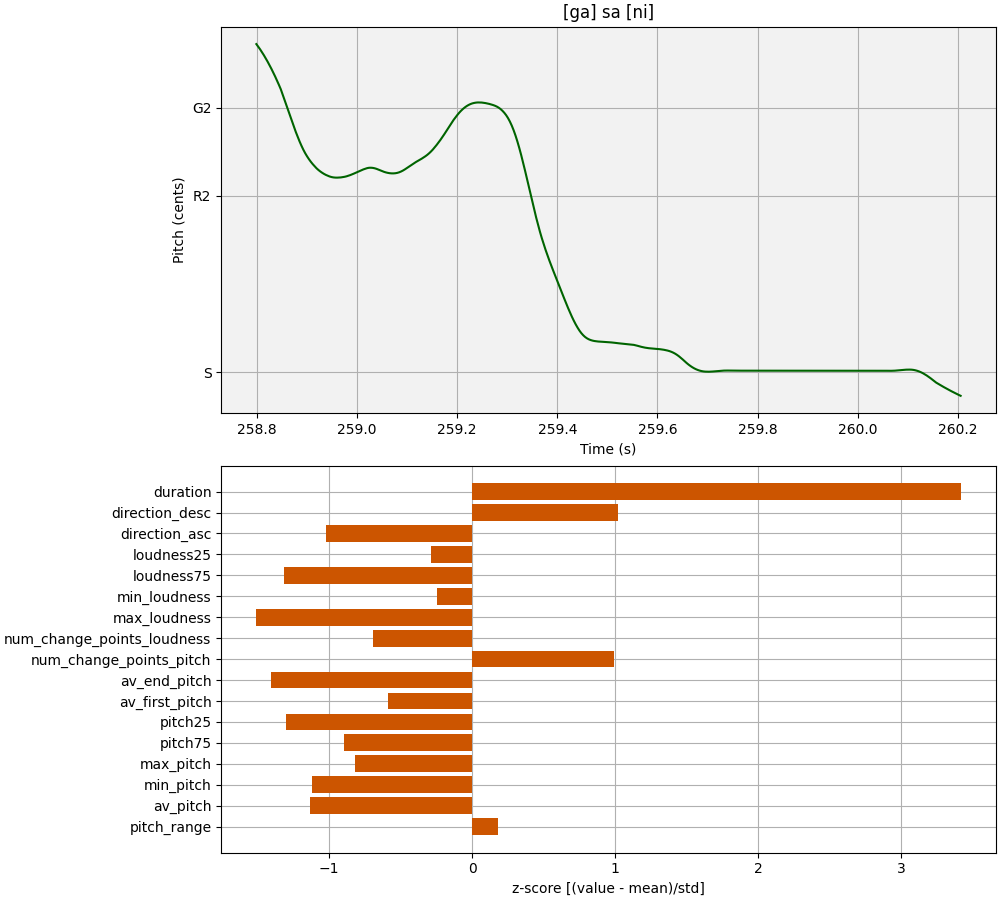 [ga] sa [ni]
G2
R2
S
Pitch (cents)
258.8 259.0 259.2 259.4 259.6 259.8 260.0 260.2
Time (s)
duration
direction_desc
direction_asc
loudness25
loudness75
min_loudness
max_loudness
num_change_points_loudness
num_change_points_pitch
av_end_pitch
av_first_pitch
pitch25
pitch75
max_pitch
min_pitch
av_pitch
pitch_range
−1 0 1 2 3
z-score [(value - mean)/std]